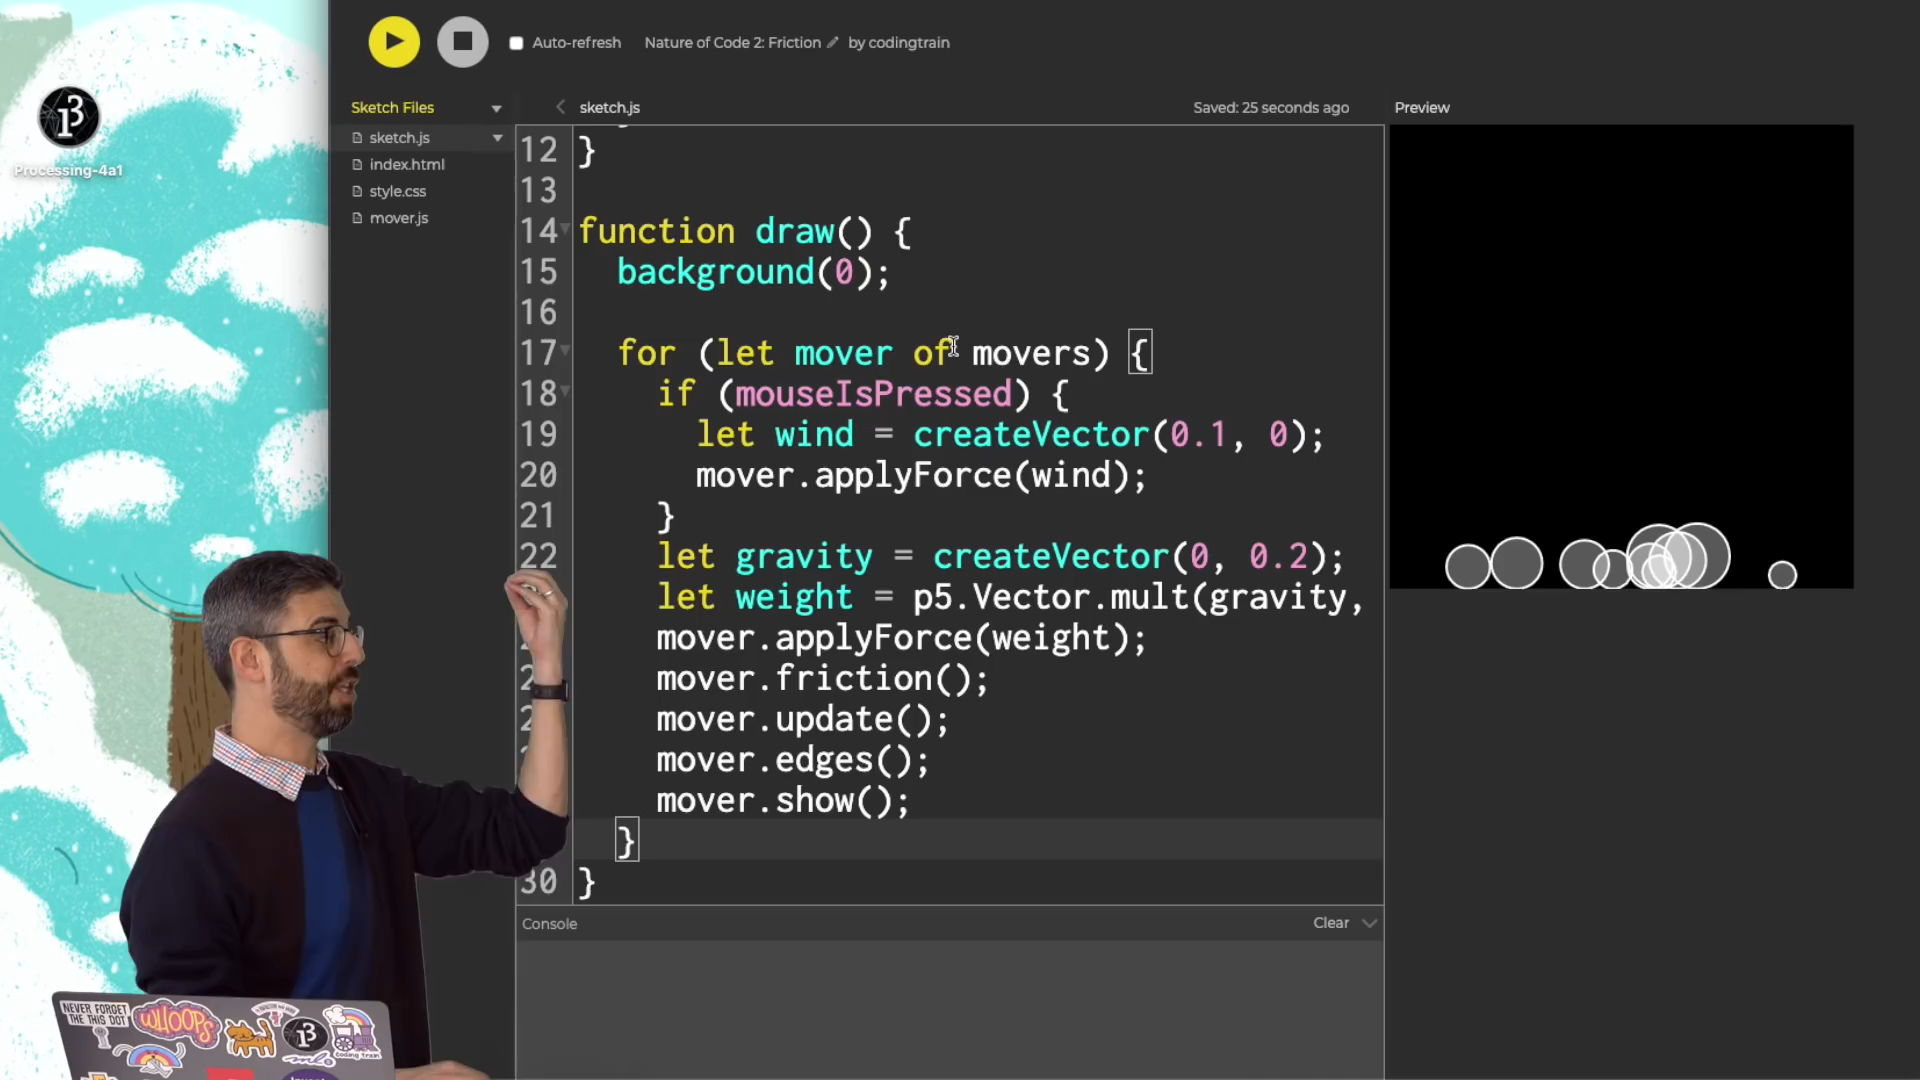 Auto-refresh
Nature of Code 2: Friction
by codingtrain
Processing-4a1
Sketch Files
sketch.js
index.html
style.css
mover.js
sketch.js
Saved: 25 seconds ago
Preview
12 }
13
14 function draw() {
15 background(0);
16
17 for (let mover of movers) {
18 if (mouseIsPressed) {
19 let wind = createVector(0.1, 0);
20 mover.applyForce(wind);
21 }
22 let gravity = createVector(0, 0.2);
let weight = p5.Vector.mult(gravity,
mover.applyForce(weight);
mover.friction();
mover.update();
mover.edges();
mover.show();
}
30 }
Console
Clear
NEVER FORGET
THE THIS DOT
WHOOPS
coding train